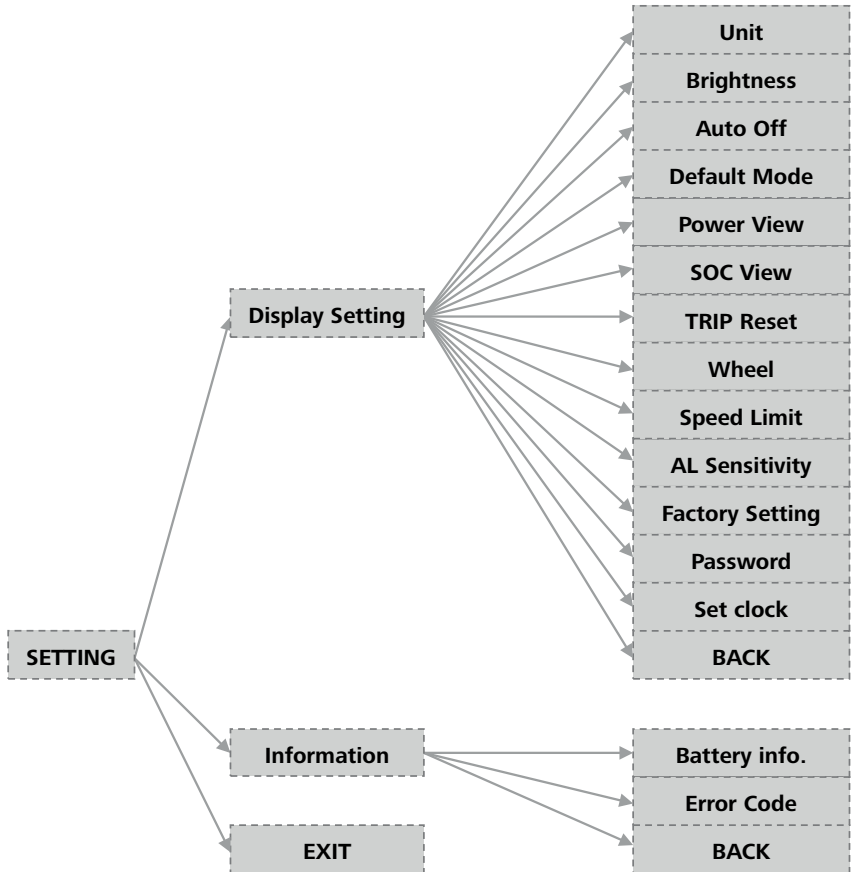 Unit
Brightness
Auto Off
Default Mode
Power View
SOC View
Display Setting
TRIP Reset
Wheel
Speed Limit
AL Sensitivity
Factory Setting
Password
Set clock
SETTING
BACK
Information
Battery info.
Error Code
EXIT
BACK